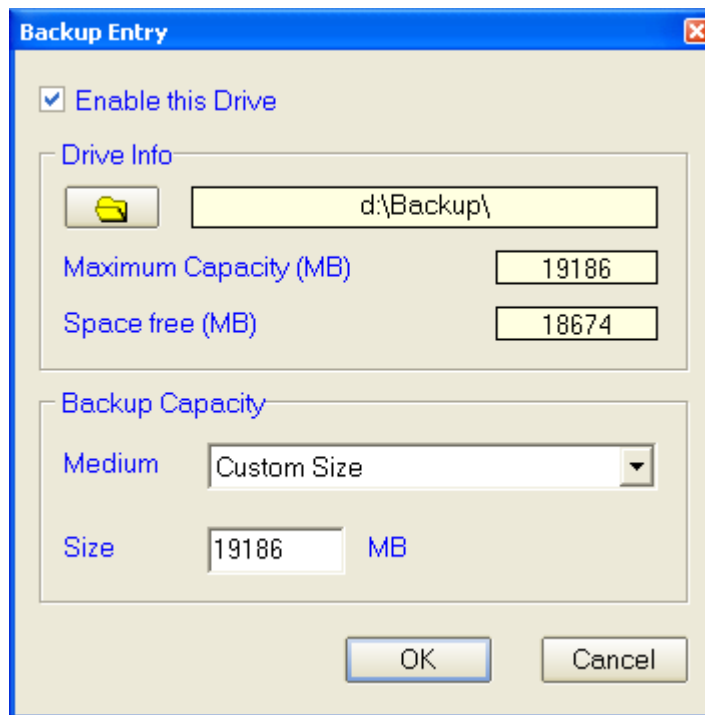 Backup Entry
Enable this Drive
Drive Info
d:\Backup\
Maximum Capacity (MB) 19186
Space free (MB) 18674
Backup Capacity
Medium Custom Size
Size 19186 MB
OK Cancel